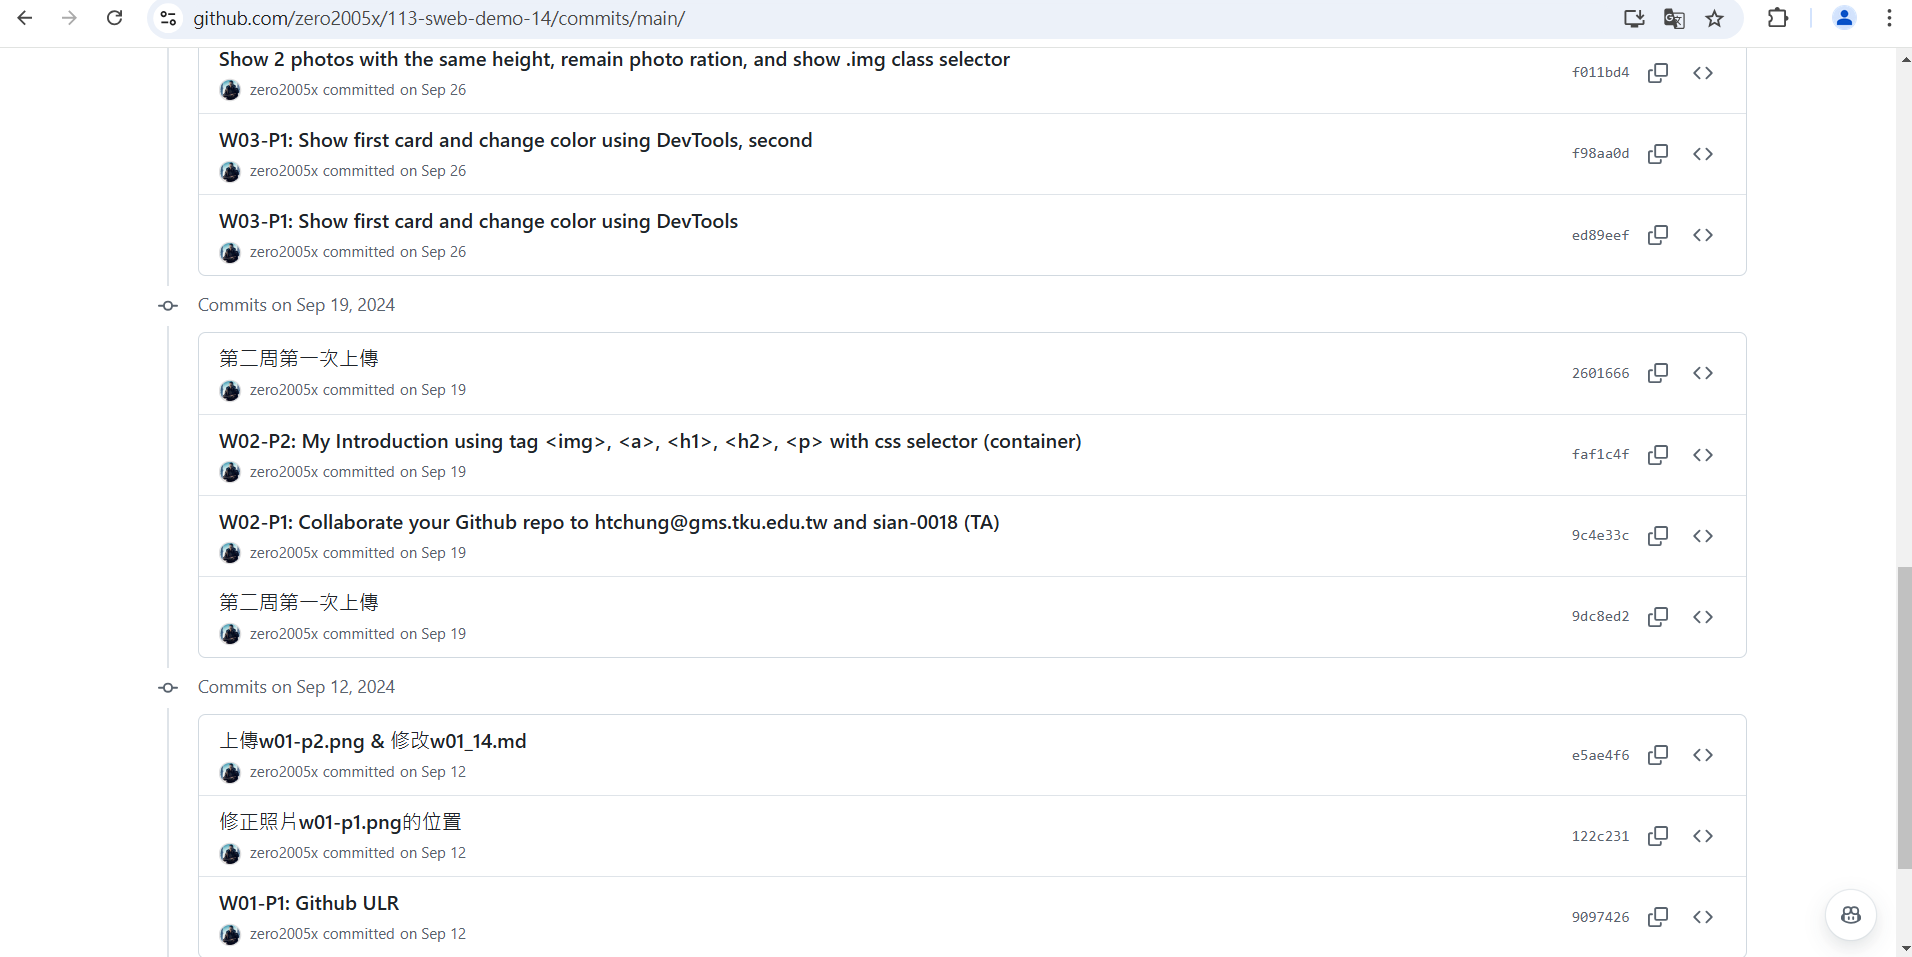 github.com/zero2005x/113-sweb-demo-14/commits/main/
Show 2 photos with the same height, remain photo ration, and show .img class selector
zero2005x committed on Sep 26
f011bd4
W03-P1: Show first card and change color using DevTools, second
zero2005x committed on Sep 26
f98aa0d
W03-P1: Show first card and change color using DevTools
zero2005x committed on Sep 26
ed89eef
Commits on Sep 19, 2024
第二周第一次上傳
zero2005x committed on Sep 19
2601666
W02-P2: My Introduction using tag <img>, <a>, <h1>, <h2>, <p> with css selector (container)
zero2005x committed on Sep 19
faf1c4f
W02-P1: Collaborate your Github repo to htchung@gms.tku.edu.tw and sian-0018 (TA)
zero2005x committed on Sep 19
9c4e33c
第二周第一次上傳
zero2005x committed on Sep 19
9dc8ed2
Commits on Sep 12, 2024
上傳w01-p2.png & 修改w01_14.md
zero2005x committed on Sep 12
e5ae4f6
修正照片w01-p1.png的位置
zero2005x committed on Sep 12
122c231
W01-P1: Github ULR
zero2005x committed on Sep 12
9097426